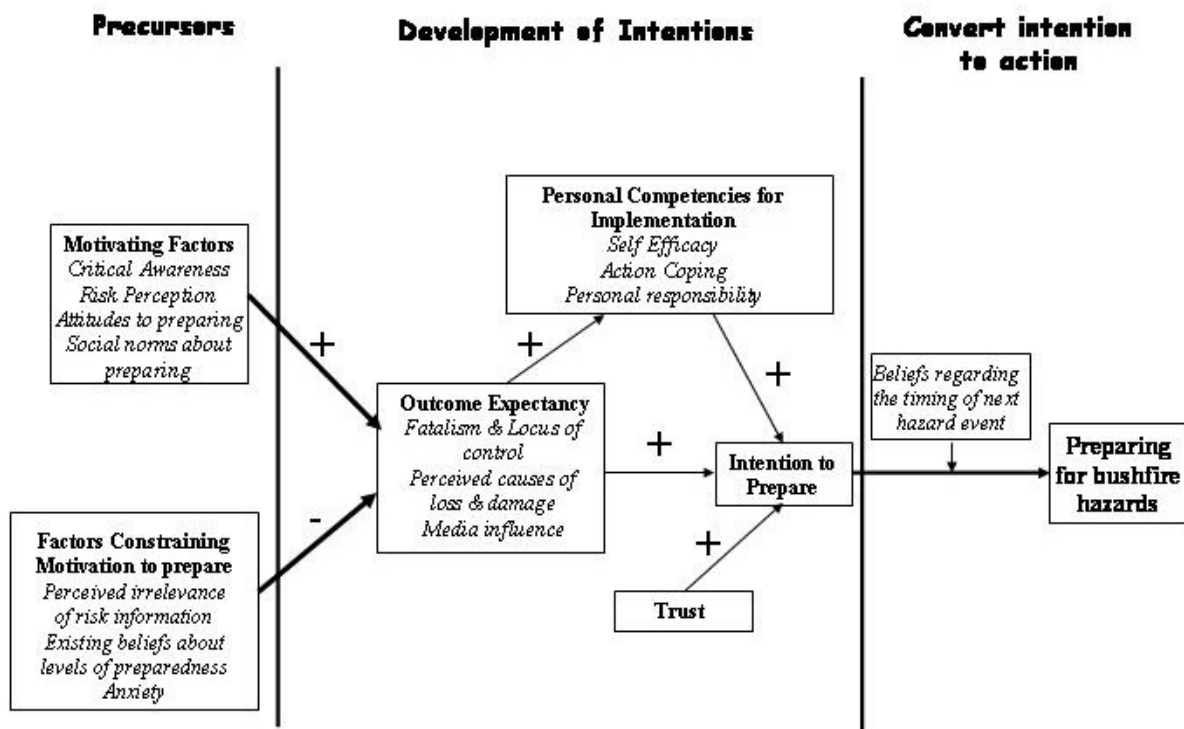 Precursors
Development of Intentions
Convert intention
to action
Personal Competencies for
Implementation
Self Efficacy
Action Coping
Personal responsibility
Motivating Factors
Critical Awareness
Risk Perception
Attitudes to preparing
Social norms about
preparing
+
+
+
Outcome Expectancy
Fatalism & Locus of
control
Perceived causes of
loss & damage
Media influence
+
Intention to
Prepare
Beliefs regarding
the timing of next
hazard event
Preparing
for bushfire
hazards
-
+
Factors Constraining
Motivation to prepare
Perceived irrelevance
of risk information
Existing beliefs about
levels of preparedness
Anxiety
Trust